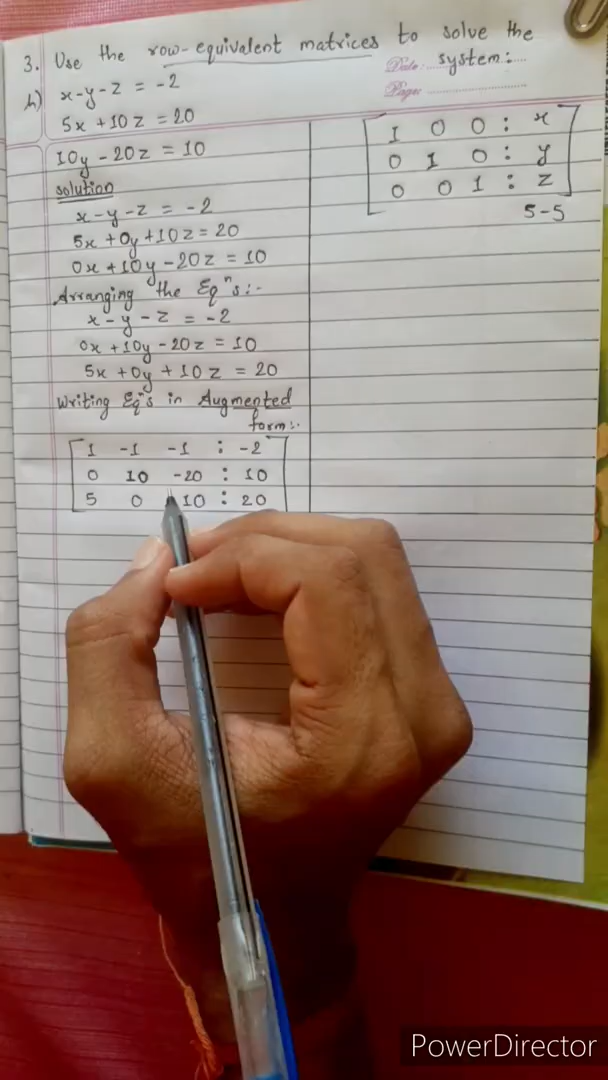 3. Use the row-equivalent matrices to solve the system:-
Date:
Page:
h) x-y-z = -2
5x +10z = 20
10y - 20z = 10
solution
x-y-z = -2
5x + 0y + 10z = 20
0x + 10y - 20z = 10
Arranging the Eqⁿs:-
x - y - z = -2
0x + 10y - 20z = 10
5x + 0y + 10z = 20
Writing Eqⁿs in Augmented form:-
1 -1 -1 : -2
0 10 -20 : 10
5 0 10 : 20
1 0 0 : x
0 1 0 : y
0 0 1 : z
5-5
PowerDirector